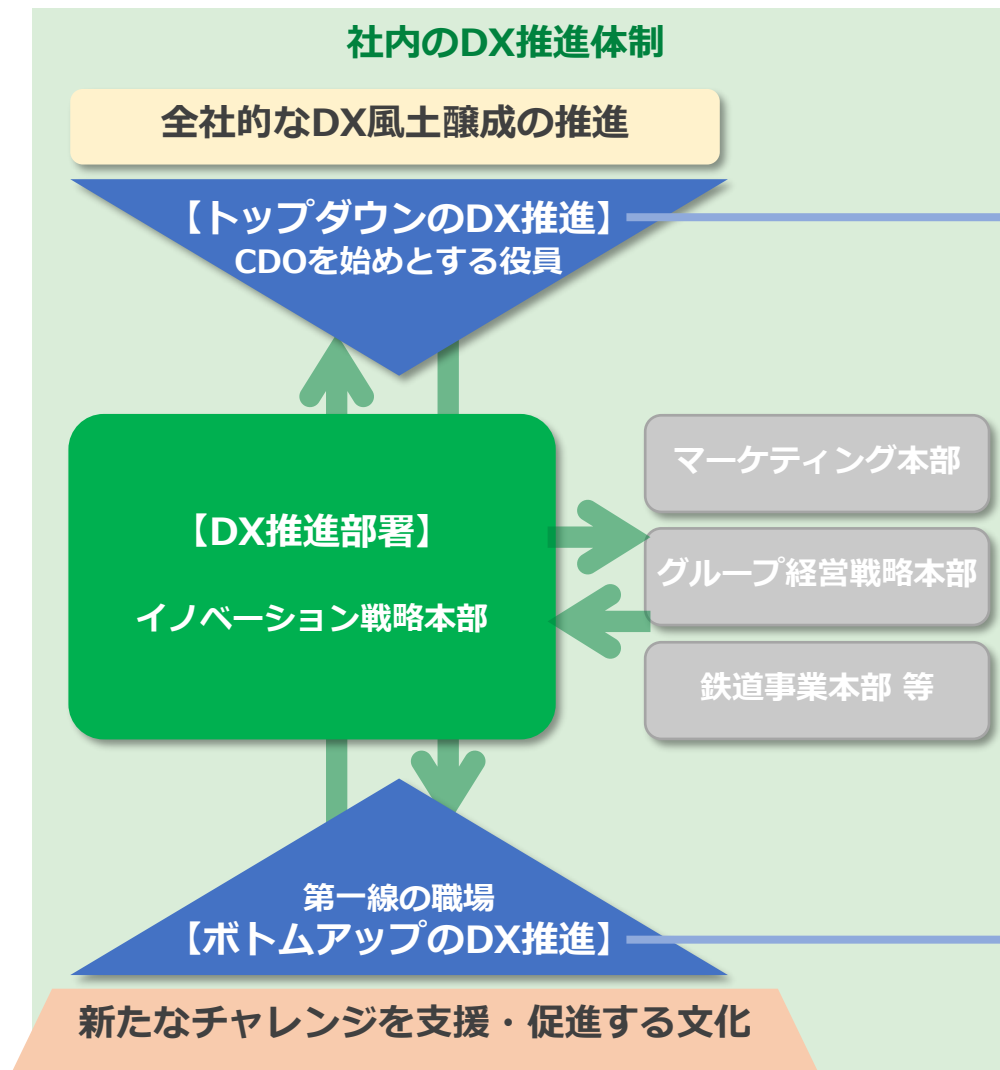 社内のDX推進体制
全社的なDX風土醸成の推進
【トップダウンのDX推進】
CDOを始めとする役員
【DX推進部署】
イノベーション戦略本部
マーケティング本部
グループ経営戦略本部
鉄道事業本部 等
第一線の職場
【ボトムアップのDX推進】
新たなチャレンジを支援・促進する文化